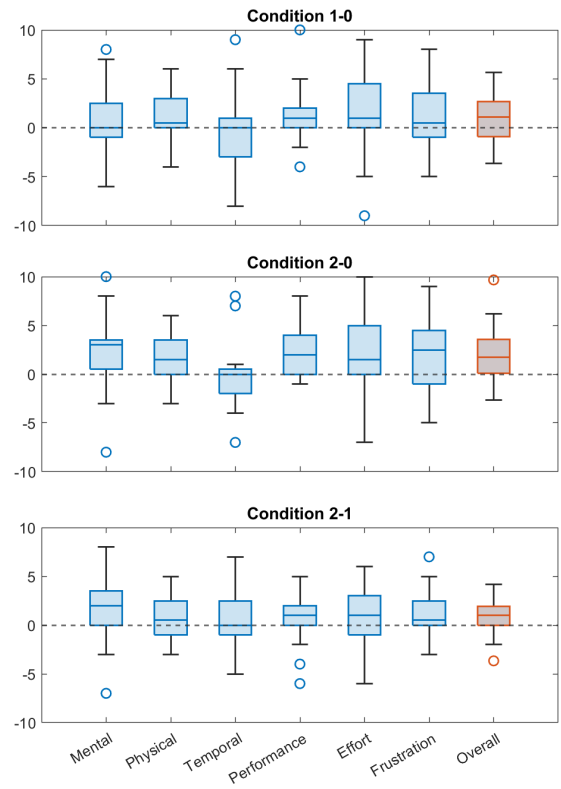 Condition 1-0
10
5
0
-5
-10
Condition 2-0
10
5
0
-5
-10
Condition 2-1
10
5
0
-5
-10
Mental
Physical
Temporal
Performance
Effort
Frustration
Overall